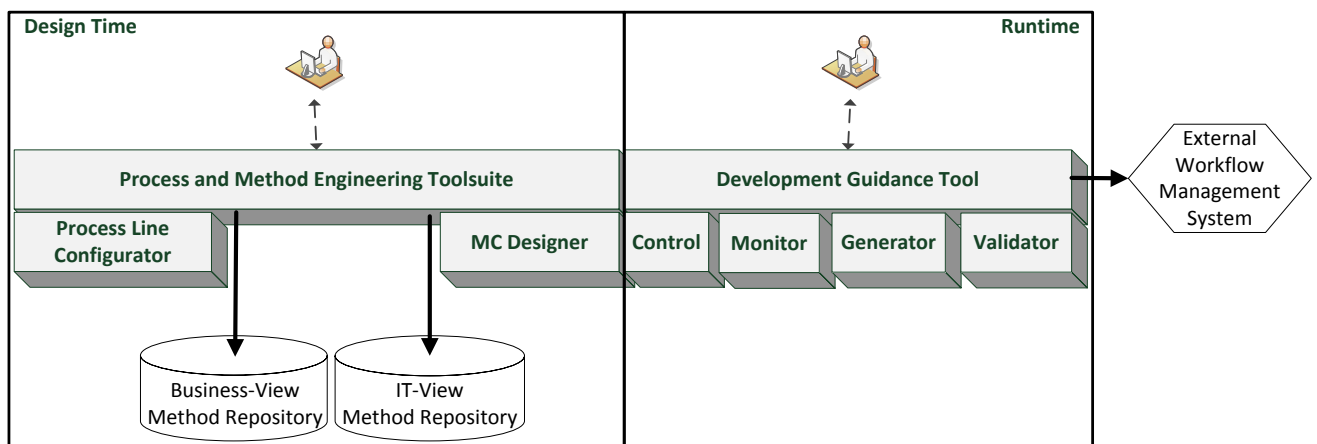 Design Time
Runtime
Process and Method Engineering Toolsuite
Development Guidance Tool
External
Workflow
Management
System
Process Line
Configurator
MC Designer
Control
Monitor
Generator
Validator
Business-View
Method Repository
IT-View
Method Repository